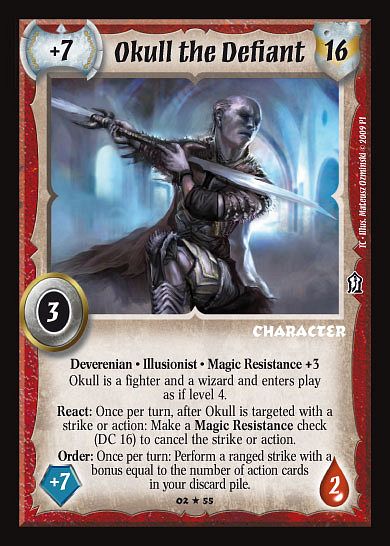 +7 Okull the Defiant 16
TC • Illus. Mateusz Ozminski © 2009 P1
3
CHARACTER
Deverenian • Illusionist • Magic Resistance +3
Okull is a fighter and a wizard and enters play
as if level 4.
React: Once per turn, after Okull is targeted with a
strike or action: Make a Magic Resistance check
(DC 16) to cancel the strike or action.
Order: Once per turn: Perform a ranged strike with a
bonus equal to the number of action cards
in your discard pile.
+7
2
02 ★ 55